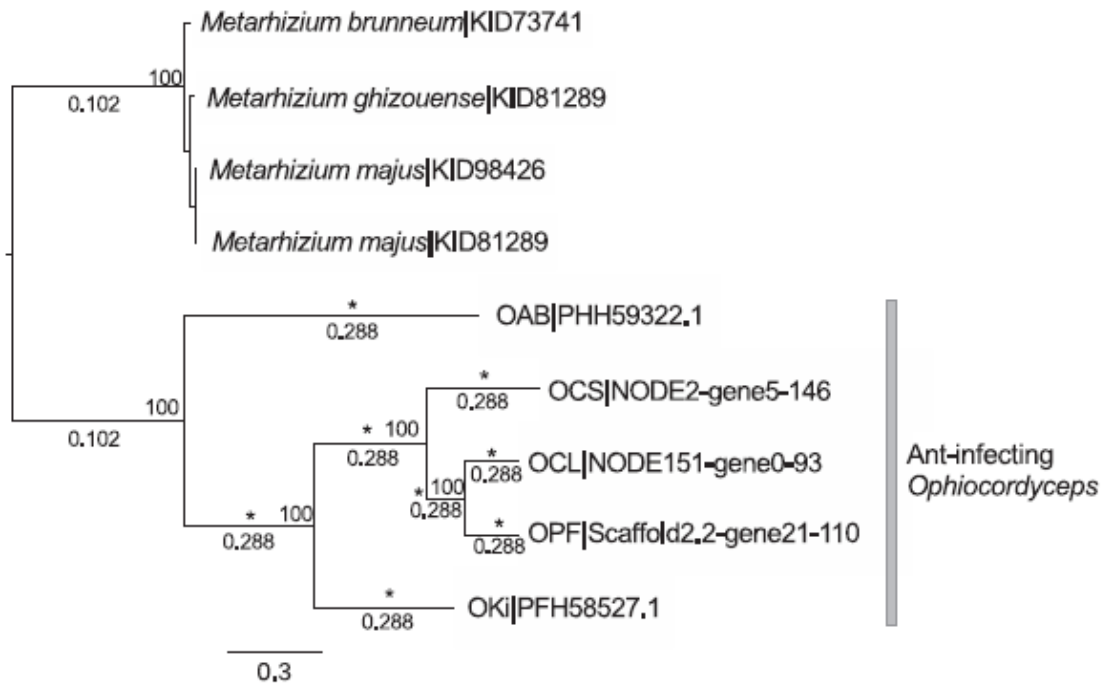 Metarhizium brunneum|KID73741
100
0.102
Metarhizium ghizouense|KID81289
Metarhizium majus|KID98426
Metarhizium majus|KID81289
*
0.288
OAB|PHH59322.1
*
0.288
OCS|NODE2-gene5-146
100
0.102
* 100
0.288
*
0.288
OCL|NODE151-gene0-93
Ant-infecting
Ophiocordyceps
* 100
0.288
*
0.288
OPF|Scaffold2.2-gene21-110
* 100
0.288
*
0.288
OKi|PFH58527.1
0.3